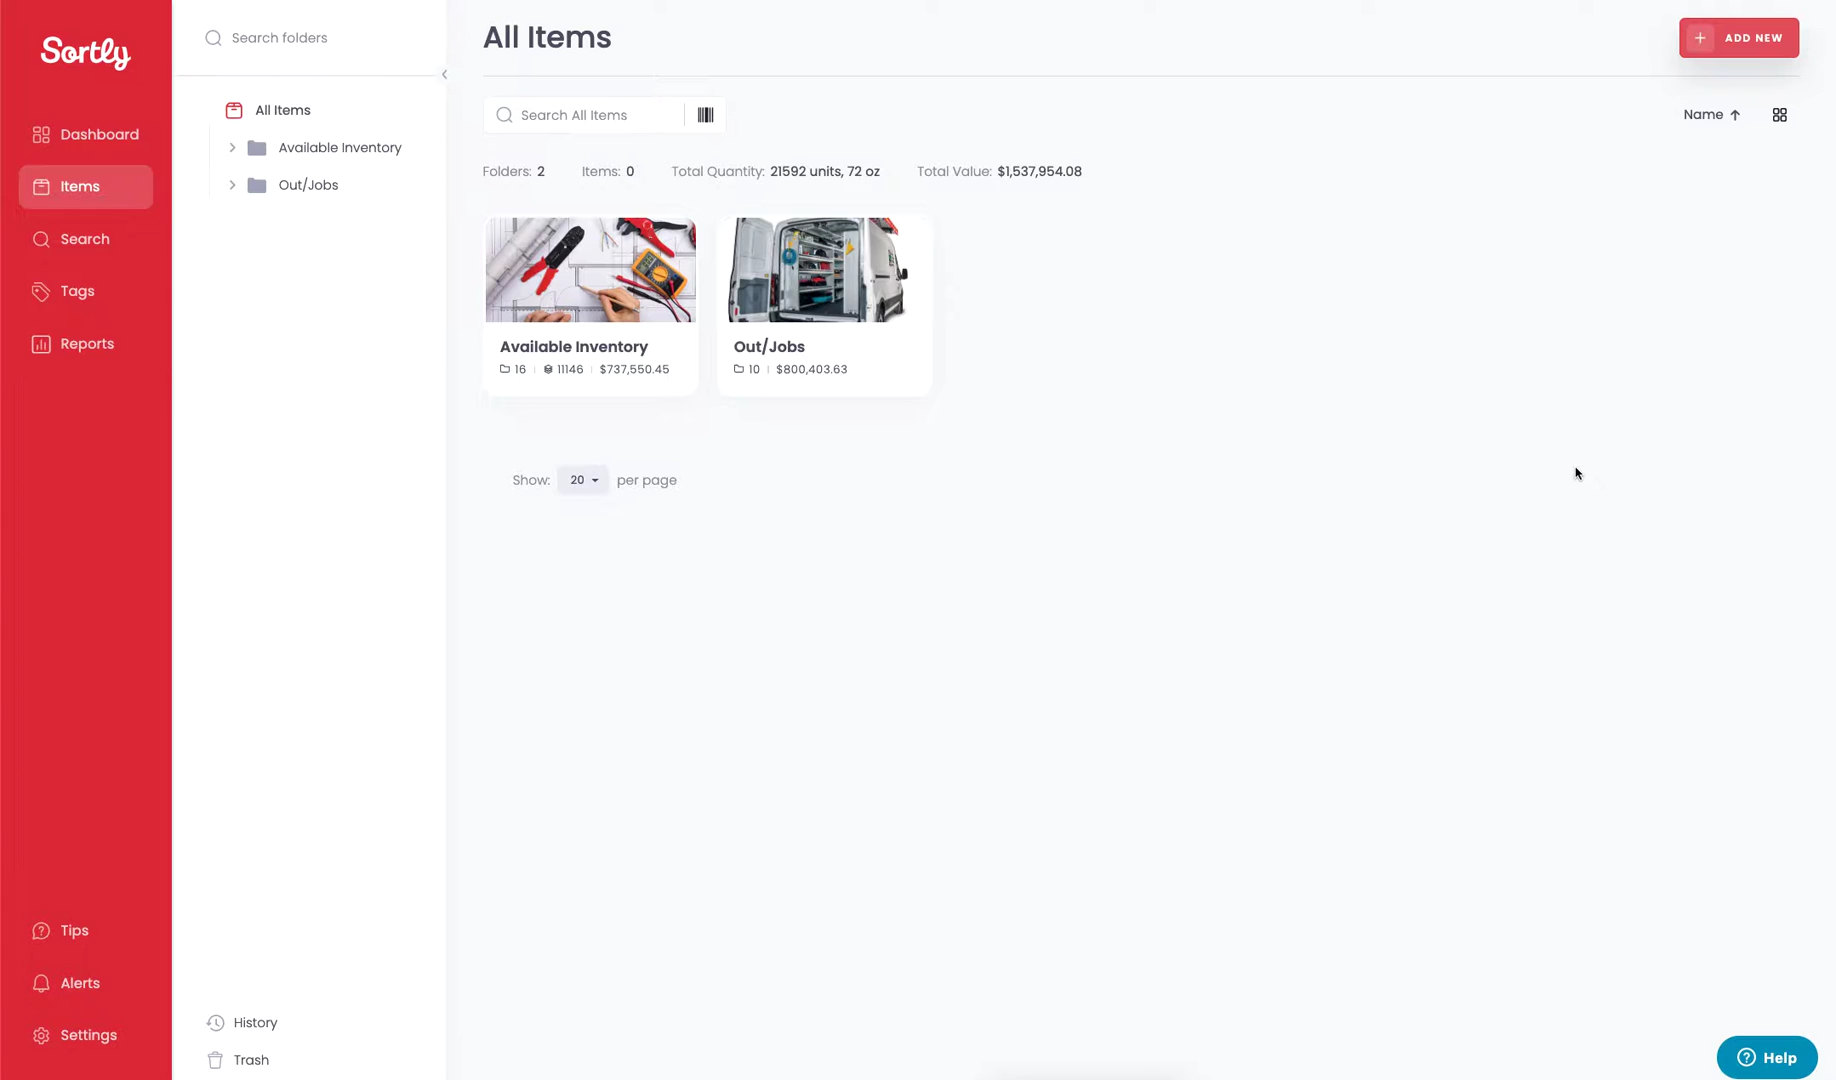 Sortly
Dashboard
Items
Search
Tags
Reports
Tips
Alerts
Settings
Search folders
All Items
Available Inventory
Out/Jobs
History
Trash
All Items
ADD NEW
Search All Items
Name
Folders: 2 Items: 0 Total Quantity: 21592 units, 72 oz Total Value: $1,537,954.08
Available Inventory
16 | 11146 | $737,550.45
Out/Jobs
10 | $800,403.63
Show: 20 per page
Help